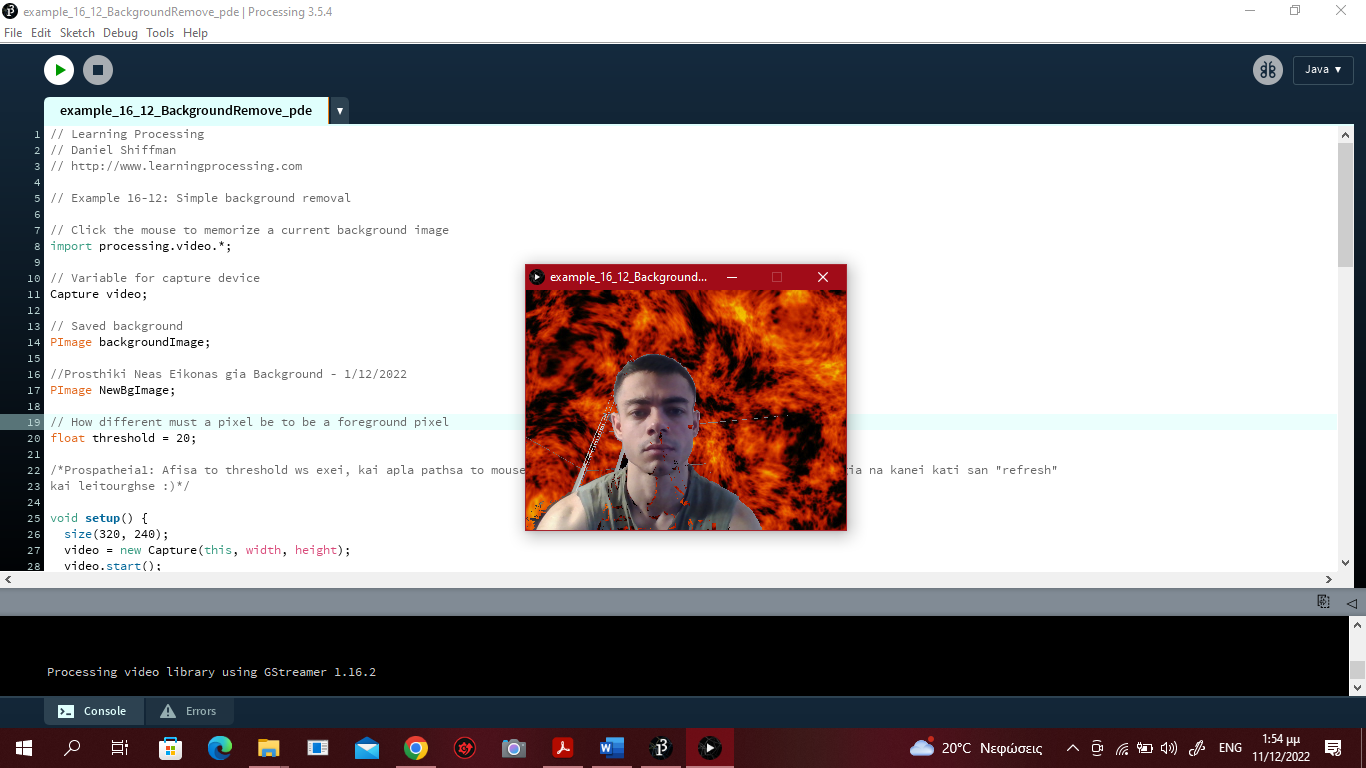 example_16_12_BackgroundRemove_pde | Processing 3.5.4
File Edit Sketch Debug Tools Help
Java ▼
example_16_12_BackgroundRemove_pde ▼
1 // Learning Processing
2 // Daniel Shiffman
3 // http://www.learningprocessing.com
4
5 // Example 16-12: Simple background removal
6
7 // Click the mouse to memorize a current background image
8 import processing.video.*;
9
10 // Variable for capture device
11 Capture video;
12
13 // Saved background
14 PImage backgroundImage;
15
16 //Prosthiki Neas Eikonas gia Background - 1/12/2022
17 PImage NewBgImage;
18
19 // How different must a pixel be to be a foreground pixel
20 float threshold = 20;
21
22 /*Prospatheia1: Afisa to threshold ws exei, kai apla pathsa to mouse na kanei kati san "refresh"
23 kai leitourghse :)*/
24
25 void setup() {
26 size(320, 240);
27 video = new Capture(this, width, height);
28 video.start();
example_16_12_Background...
Processing video library using GStreamer 1.16.2
Console Errors
20°C Νεφώσεις
ENG
1:54 μμ
11/12/2022